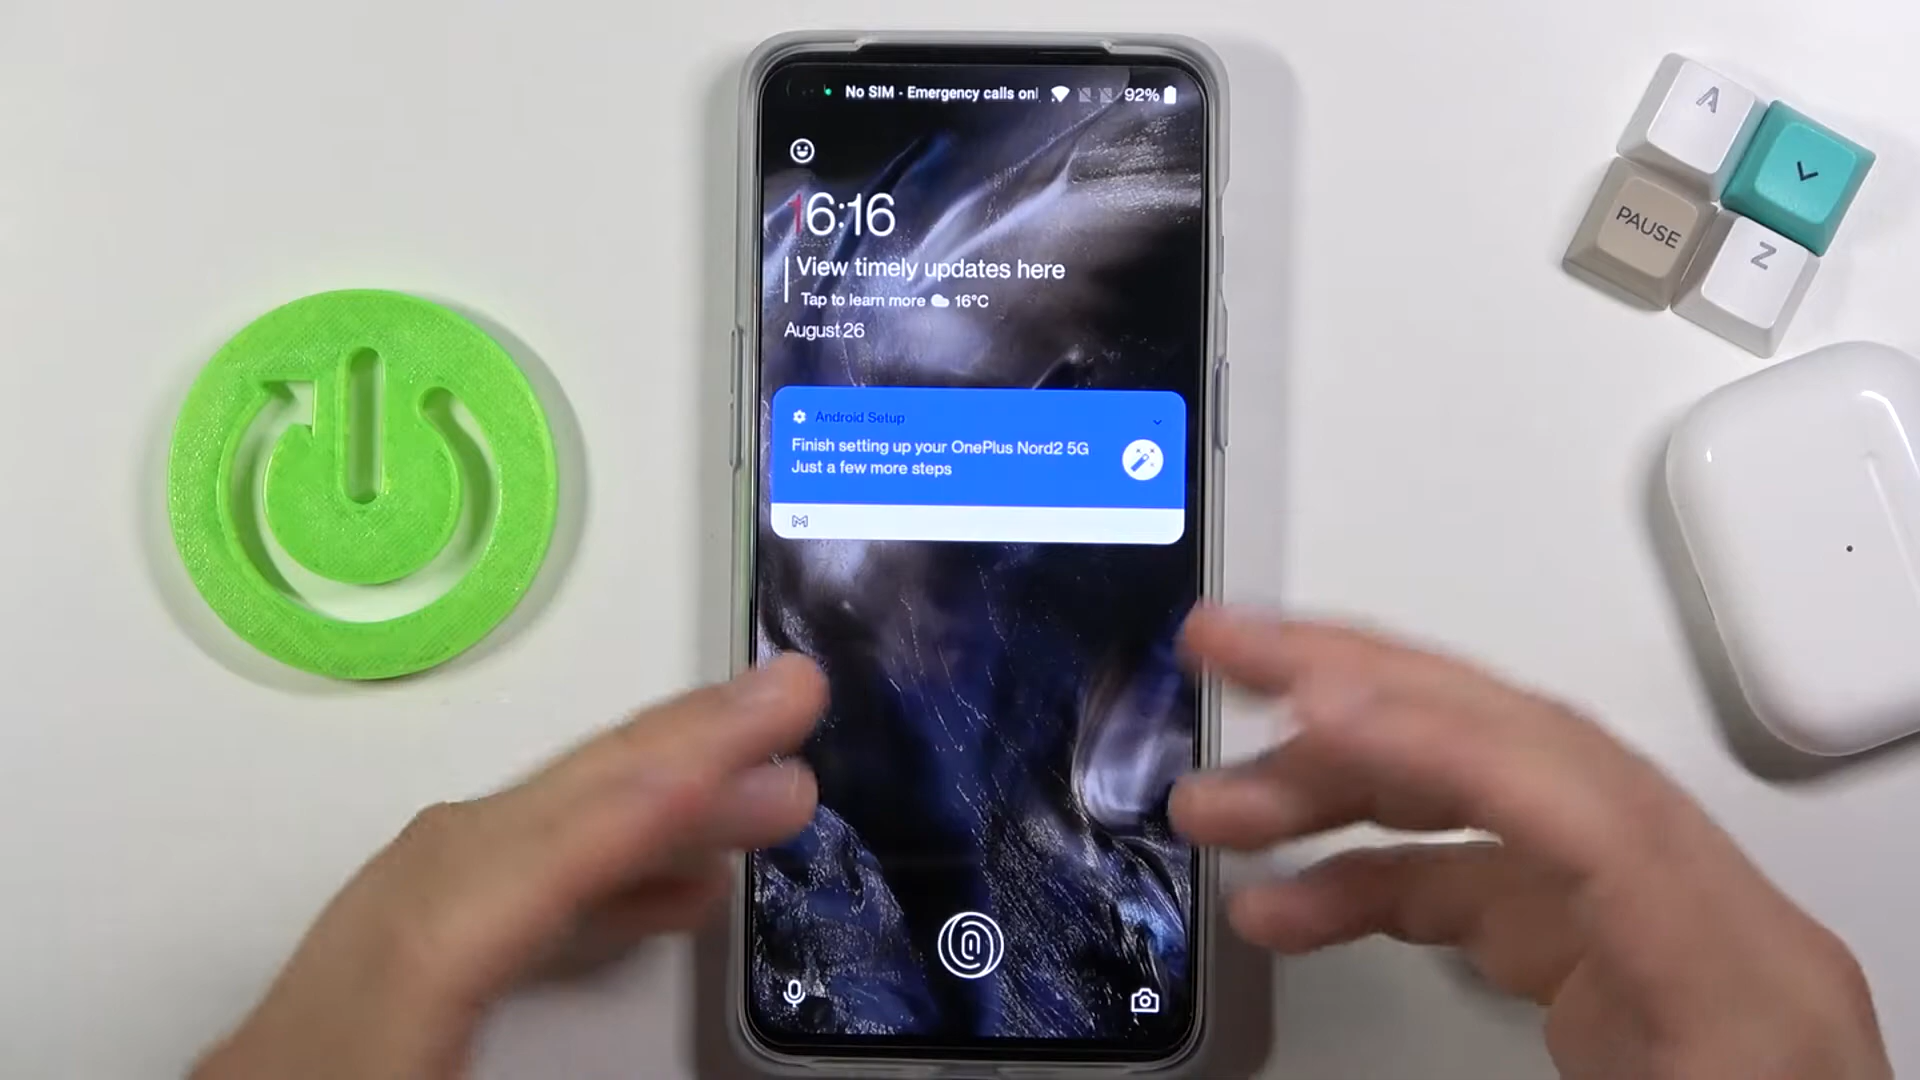 No SIM - Emergency calls onl
92%
16:16
View timely updates here
Tap to learn more 16°C
August 26
Android Setup
Finish setting up your OnePlus Nord2 5G
Just a few more steps
A
PAUSE
Z